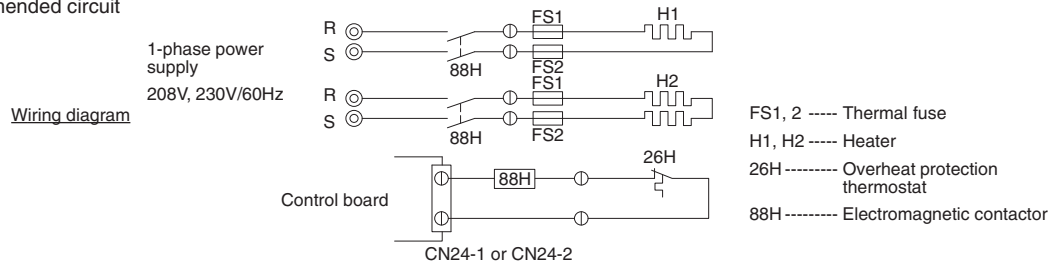 circuit
R
FS1
H1
1-phase power
supply
S
88H
FS2
208V, 230V/60Hz
R
FS1
H2
Wiring diagram
S
88H
FS2
FS1, 2 ----- Thermal fuse
H1, H2 ----- Heater
26H --------- Overheat protection
thermostat
88H --------- Electromagnetic contactor
26H
88H
Control board
CN24-1 or CN24-2